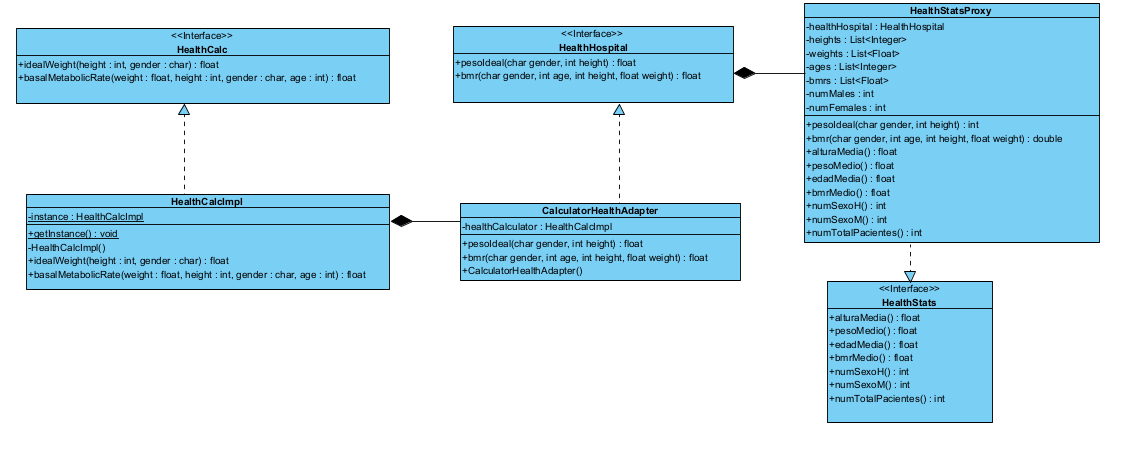 <<Interface>>
HealthCalc
+idealWeight(height : int, gender : char) : float
+basalMetabolicRate(weight : float, height : int, gender : char, age : int) : float
<<Interface>>
HealthHospital
+pesoIdeal(char gender, int height) : float
+bmr(char gender, int age, int height, float weight) : float
HealthStatsProxy
-healthHospital : HealthHospital
-heights : List<Integer>
-weights : List<Float>
-ages : List<Integer>
-bmrs : List<Float>
-numMales : int
-numFemales : int
+pesoIdeal(char gender, int height) : int
+bmr(char gender, int age, int height, float weight) : double
+alturaMedia() : float
+pesoMedio() : float
+edadMedia() : float
+bmrMedio() : float
+numSexoH() : int
+numSexoM() : int
+numTotalPacientes() : int
HealthCalcImpl
-instance : HealthCalcImpl
+getInstance() : void
-HealthCalcImpl()
+idealWeight(height : int, gender : char) : float
+basalMetabolicRate(weight : float, height : int, gender : char, age : int) : float
CalculatorHealthAdapter
-healthCalculator : HealthCalcImpl
+pesoIdeal(char gender, int height) : float
+bmr(char gender, int age, int height, float weight) : float
+CalculatorHealthAdapter()
<<Interface>>
HealthStats
+alturaMedia() : float
+pesoMedio() : float
+edadMedia() : float
+bmrMedio() : float
+numSexoH() : int
+numSexoM() : int
+numTotalPacientes() : int